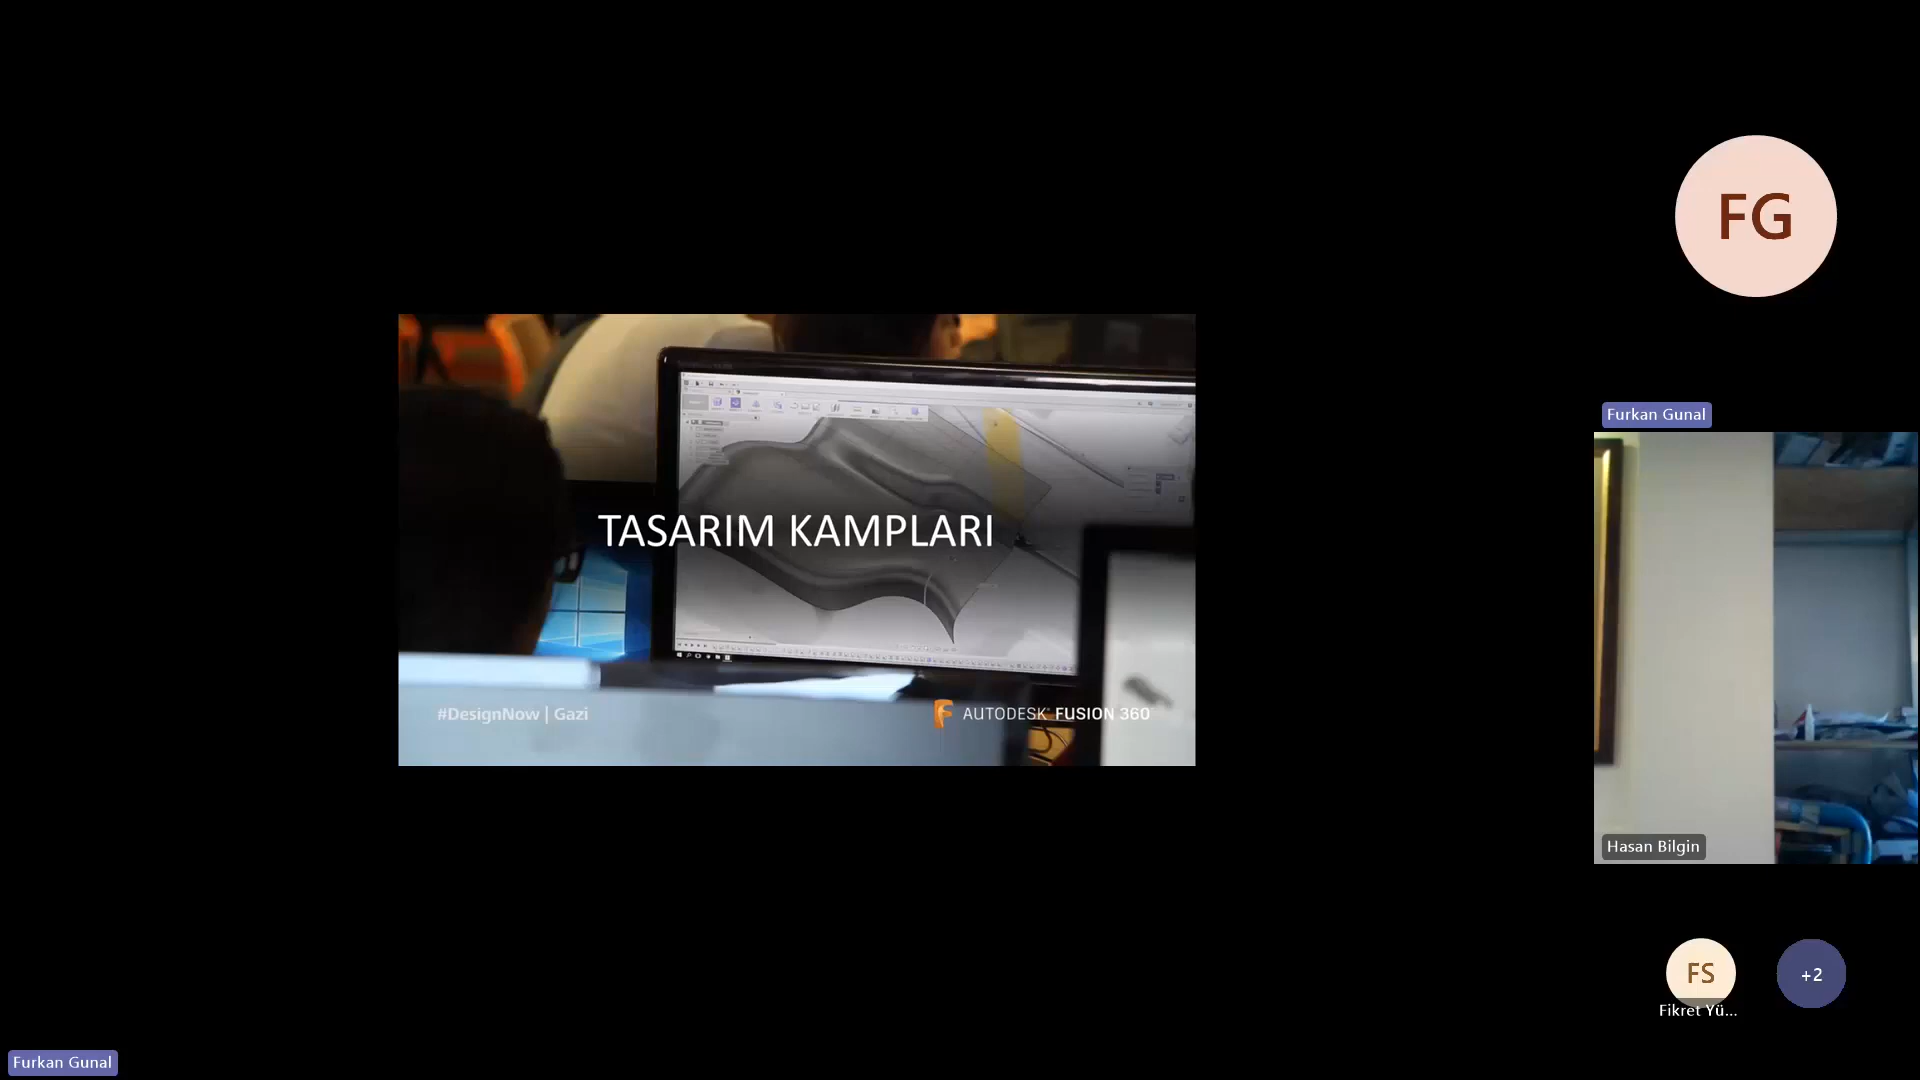 FG
Furkan Gunal
TASARIM KAMPLARI
#DesignNow | Gazi
AUTODESK® FUSION 360
Hasan Bilgin
FS
+2
Fikret Yü...
Furkan Gunal